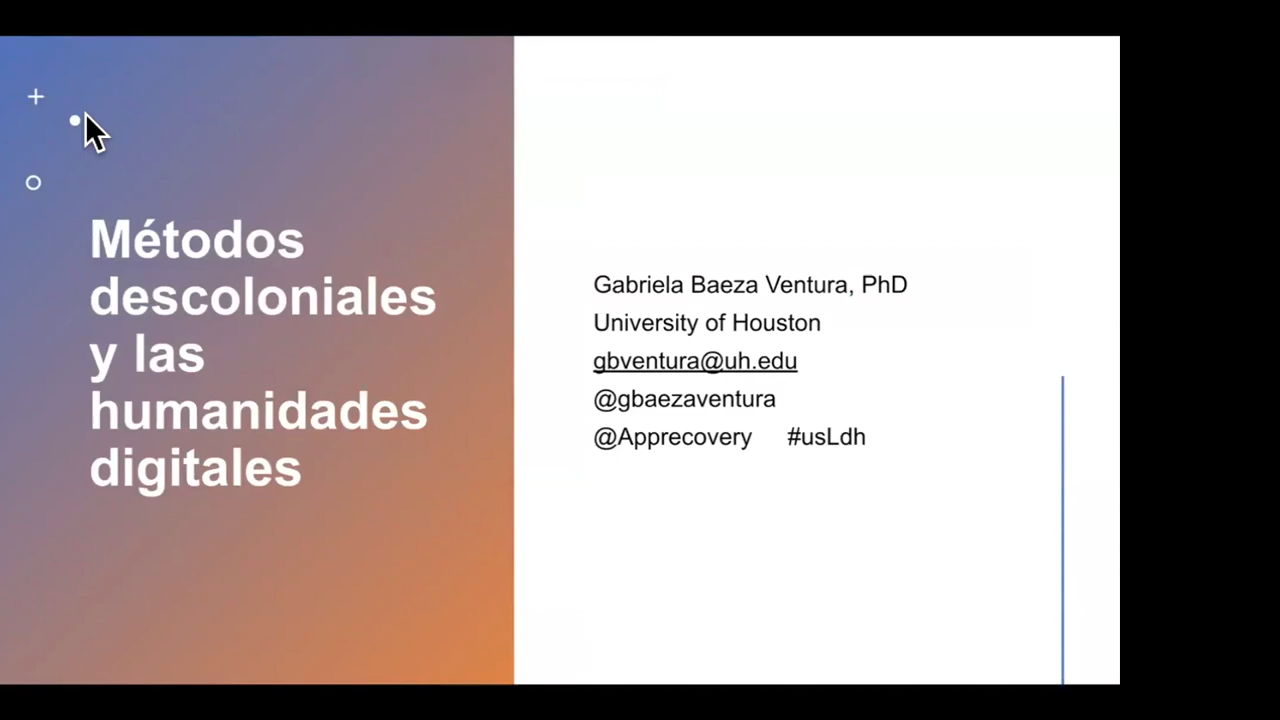 Métodos
descoloniales
y las
humanidades
digitales
Gabriela Baeza Ventura, PhD
University of Houston
gbventura@uh.edu
@gbaezaventura
@Apprecovery #usLdh